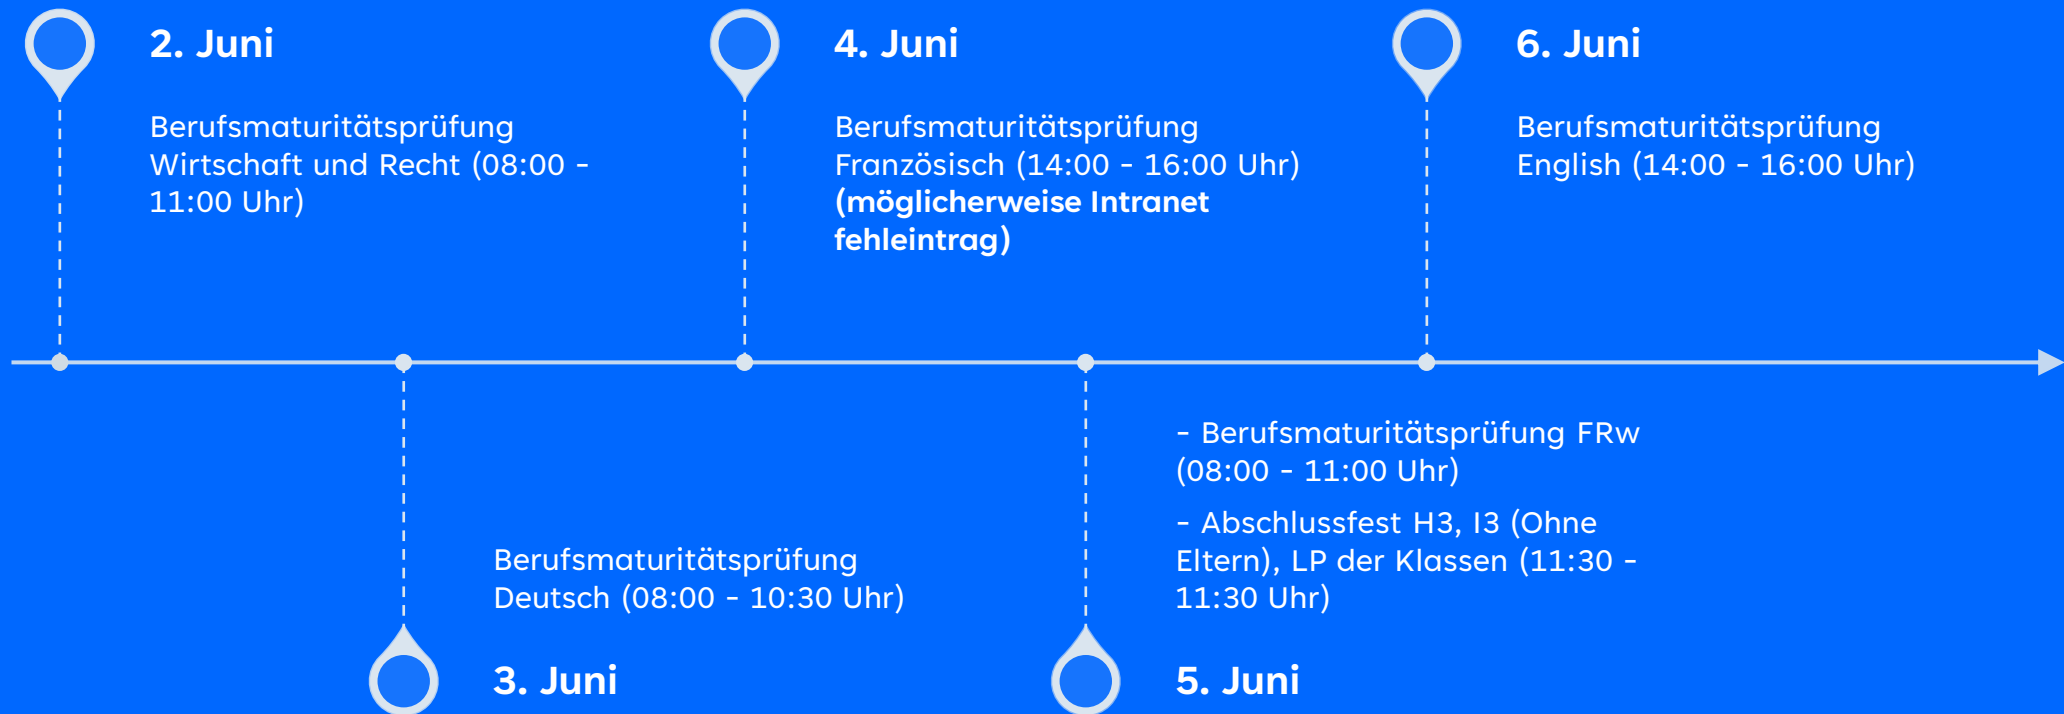 2. Juni
Berufsmaturitätsprüfung
Wirtschaft und Recht (08:00 -
11:00 Uhr)
4. Juni
Berufsmaturitätsprüfung
Französisch (14:00 - 16:00 Uhr)
(möglicherweise Intranet
fehleintrag)
6. Juni
Berufsmaturitätsprüfung
English (14:00 - 16:00 Uhr)
Berufsmaturitätsprüfung
Deutsch (08:00 - 10:30 Uhr)
3. Juni
- Berufsmaturitätsprüfung FRw
(08:00 - 11:00 Uhr)
- Abschlussfest H3, I3 (Ohne
Eltern), LP der Klassen (11:30 -
11:30 Uhr)
5. Juni